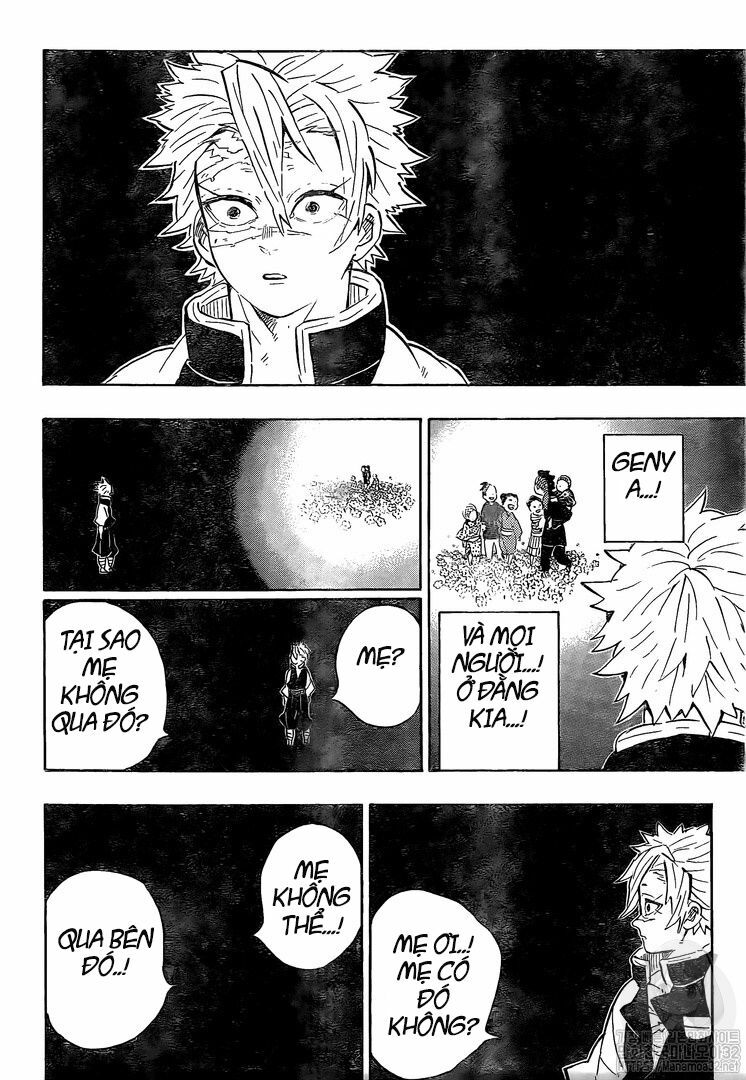 GENY
A...!
VÀ MỌI
NGƯỜI...!
Ở ĐẰNG
KIA...!
MẸ?
TẠI SAO
MẸ
KHÔNG
QUA ĐÓ?
MẸ ƠI..!
MẸ CÓ
ĐÓ
KHÔNG?
MẸ
KHÔNG
THỂ...!
QUA BÊN
ĐÓ..!